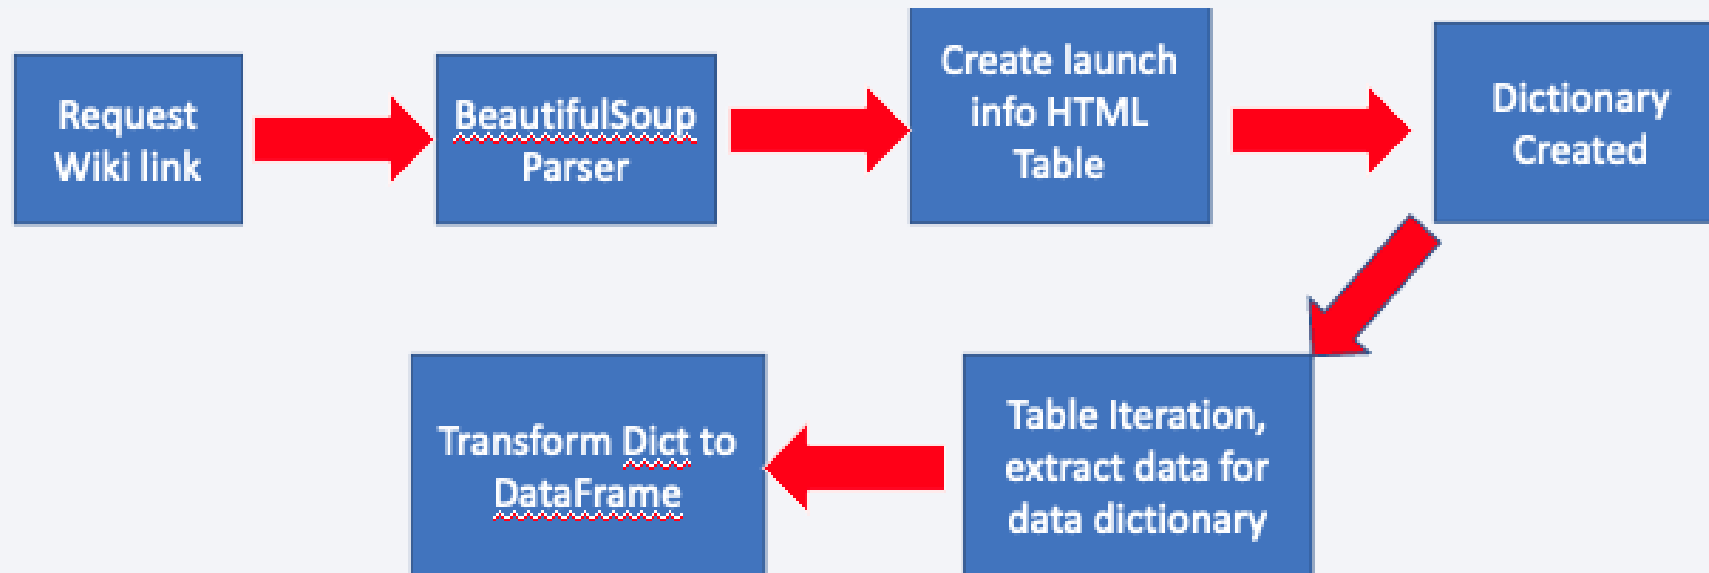 Request
Wiki link
BeautifulSoup
Parser
Create launch
info HTML
Table
Dictionary
Created
Table Iteration,
extract data for
data dictionary
Transform Dict to
DataFrame